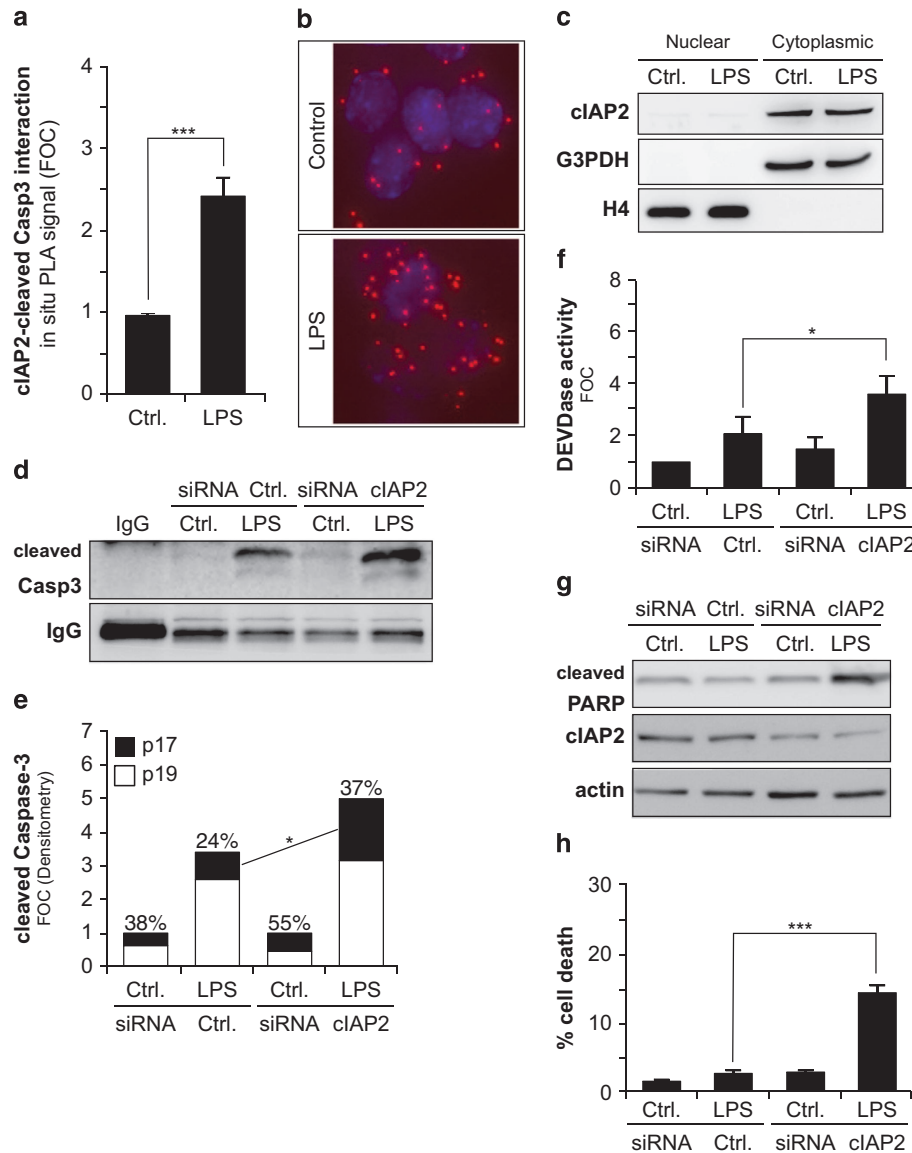 a
cIAP2-cleaved Casp3 interaction
in situ PLA signal (FOC)
4
3
2
1
0
***
Ctrl. LPS
b
Control
LPS
c
Nuclear Cytoplasmic
Ctrl. LPS Ctrl. LPS
cIAP2
G3PDH
H4
d
siRNA Ctrl. siRNA cIAP2
IgG Ctrl. LPS Ctrl. LPS
cleaved
Casp3
IgG
e
cleaved Caspase-3
FOC (Densitometry)
7
6
5
4
3
2
1
0
p17
p19
38%
24%
*
55%
37%
Ctrl. LPS Ctrl. LPS
siRNA Ctrl. siRNA cIAP2
f
DEVDase activity
FOC
8
6
4
2
0
*
Ctrl. LPS Ctrl. LPS
siRNA Ctrl. siRNA cIAP2
g
siRNA Ctrl. siRNA cIAP2
Ctrl. LPS Ctrl. LPS
cleaved
PARP
cIAP2
actin
h
% cell death
30
20
10
0
***
Ctrl. LPS Ctrl. LPS
siRNA Ctrl. siRNA cIAP2